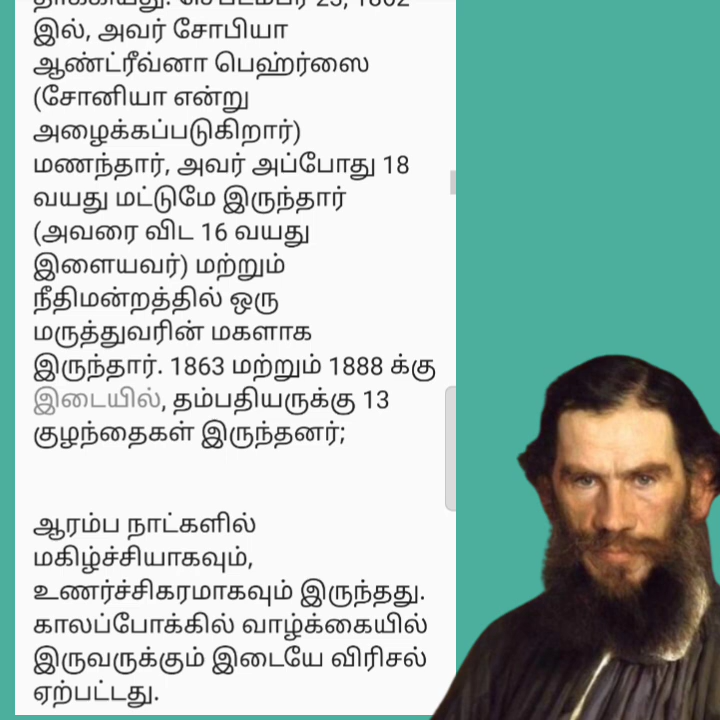 இல், அவர் சோபியா
ஆண்ட்ரீவ்னா பெஹ்ர்ஸை
(சோனியா என்று
அழைக்கப்படுகிறார்)
மணந்தார், அவர் அப்போது 18
வயது மட்டுமே இருந்தார்
(அவரை விட 16 வயது
இளையவர்) மற்றும்
நீதிமன்றத்தில் ஒரு
மருத்துவரின் மகளாக
இருந்தார். 1863 மற்றும் 1888 க்கு
இடையில், தம்பதியருக்கு 13
குழந்தைகள் இருந்தனர்;
ஆரம்ப நாட்களில்
மகிழ்ச்சியாகவும்,
உணர்ச்சிகரமாகவும் இருந்தது.
காலப்போக்கில் வாழ்க்கையில்
இருவருக்கும் இடையே விரிசல்
ஏற்பட்டது.